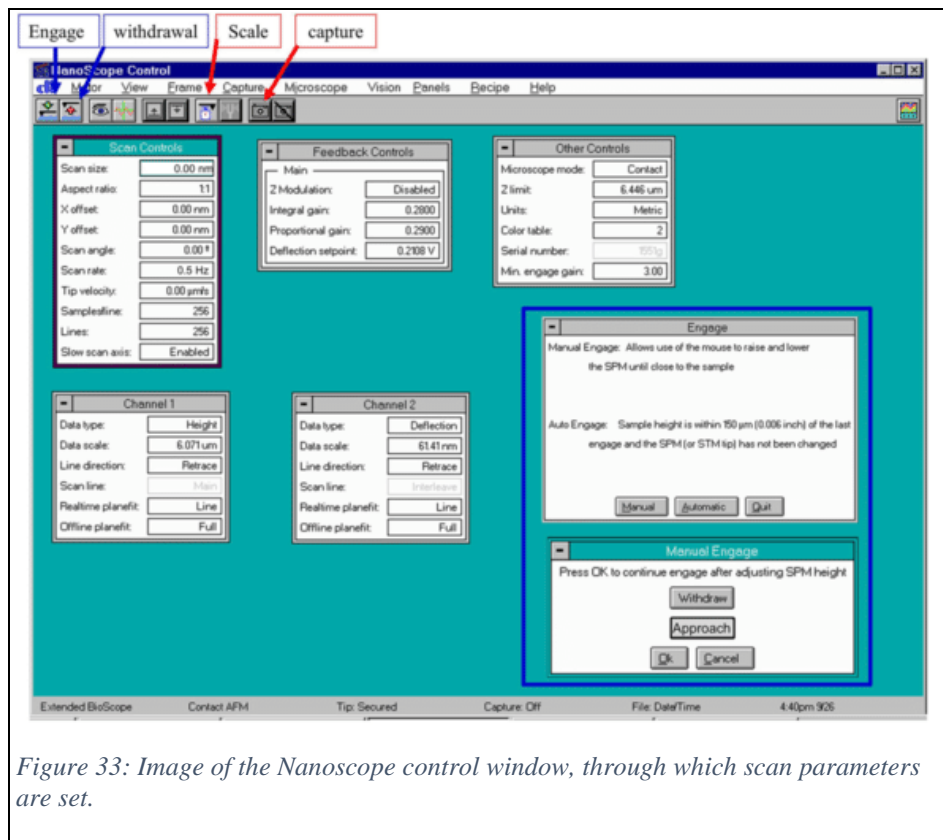 Engage
withdrawal
Scale
capture
NanoScope Control
Motor View Frame Capture Microscope Vision Panels Recipe Help
Scan Controls
Scan size: 0.00 nm
Aspect ratio: 1:1
X offset: 0.00 nm
Y offset: 0.00 nm
Scan angle: 0.00 º
Scan rate: 0.5 Hz
Tip velocity: 0.00 µm/s
Samples/line: 256
Lines: 256
Slow scan axis: Enabled
Feedback Controls
Main
Z Modulation: Disabled
Integral gain: 0.2800
Proportional gain: 0.2900
Deflection setpoint: 0.2108 V
Other Controls
Microscope mode: Contact
Z limit: 6.446 um
Units: Metric
Color table: 2
Serial number:
Min. engage gain: 3.00
Channel 1
Data type: Height
Data scale: 6.071 um
Line direction: Retrace
Scan line: Main
Realtime planefit: Line
Offline planefit: Full
Channel 2
Data type: Deflection
Data scale: 61.41 nm
Line direction: Retrace
Scan line: Interleave
Realtime planefit: Line
Offline planefit: Full
Engage
Manual Engage: Allows use of the mouse to raise and lower
the SPM until close to the sample
Auto Engage: Sample height is within 150 µm (0.006 inch) of the last
engage and the SPM (or STM tip) has not been changed
Manual Automatic Quit
Manual Engage
Press OK to continue engage after adjusting SPM height
Withdraw
Approach
Ok Cancel
Extended BioScope Contact AFM Tip: Secured Capture: Off File: Date/Time 4:40pm 9/26
Figure 33: Image of the Nanoscope control window, through which scan parameters
are set.